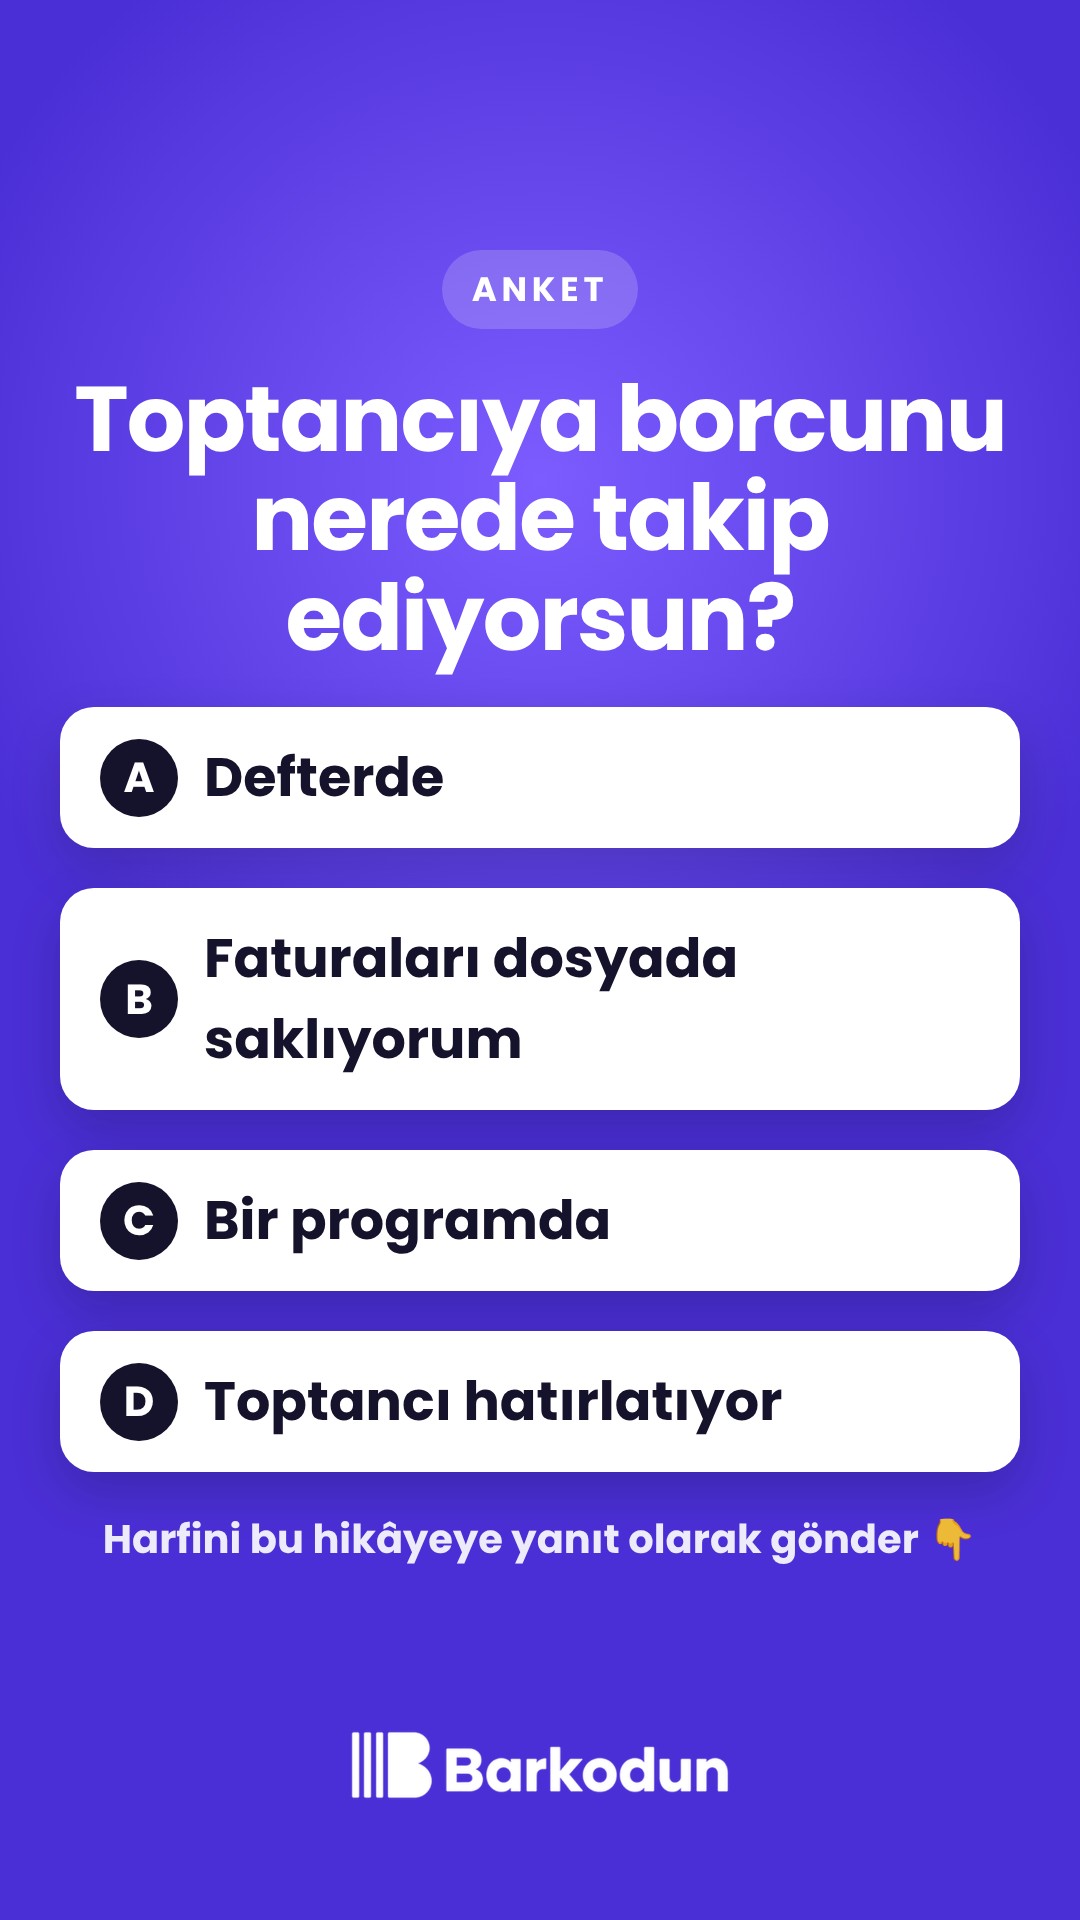 ANKET
Toptancıya borcunu
nerede takip
ediyorsun?
A Defterde
B Faturaları dosyada
saklıyorum
C Bir programda
D Toptancı hatırlatıyor
Harfini bu hikâyeye yanıt olarak gönder 👇
Barkodun